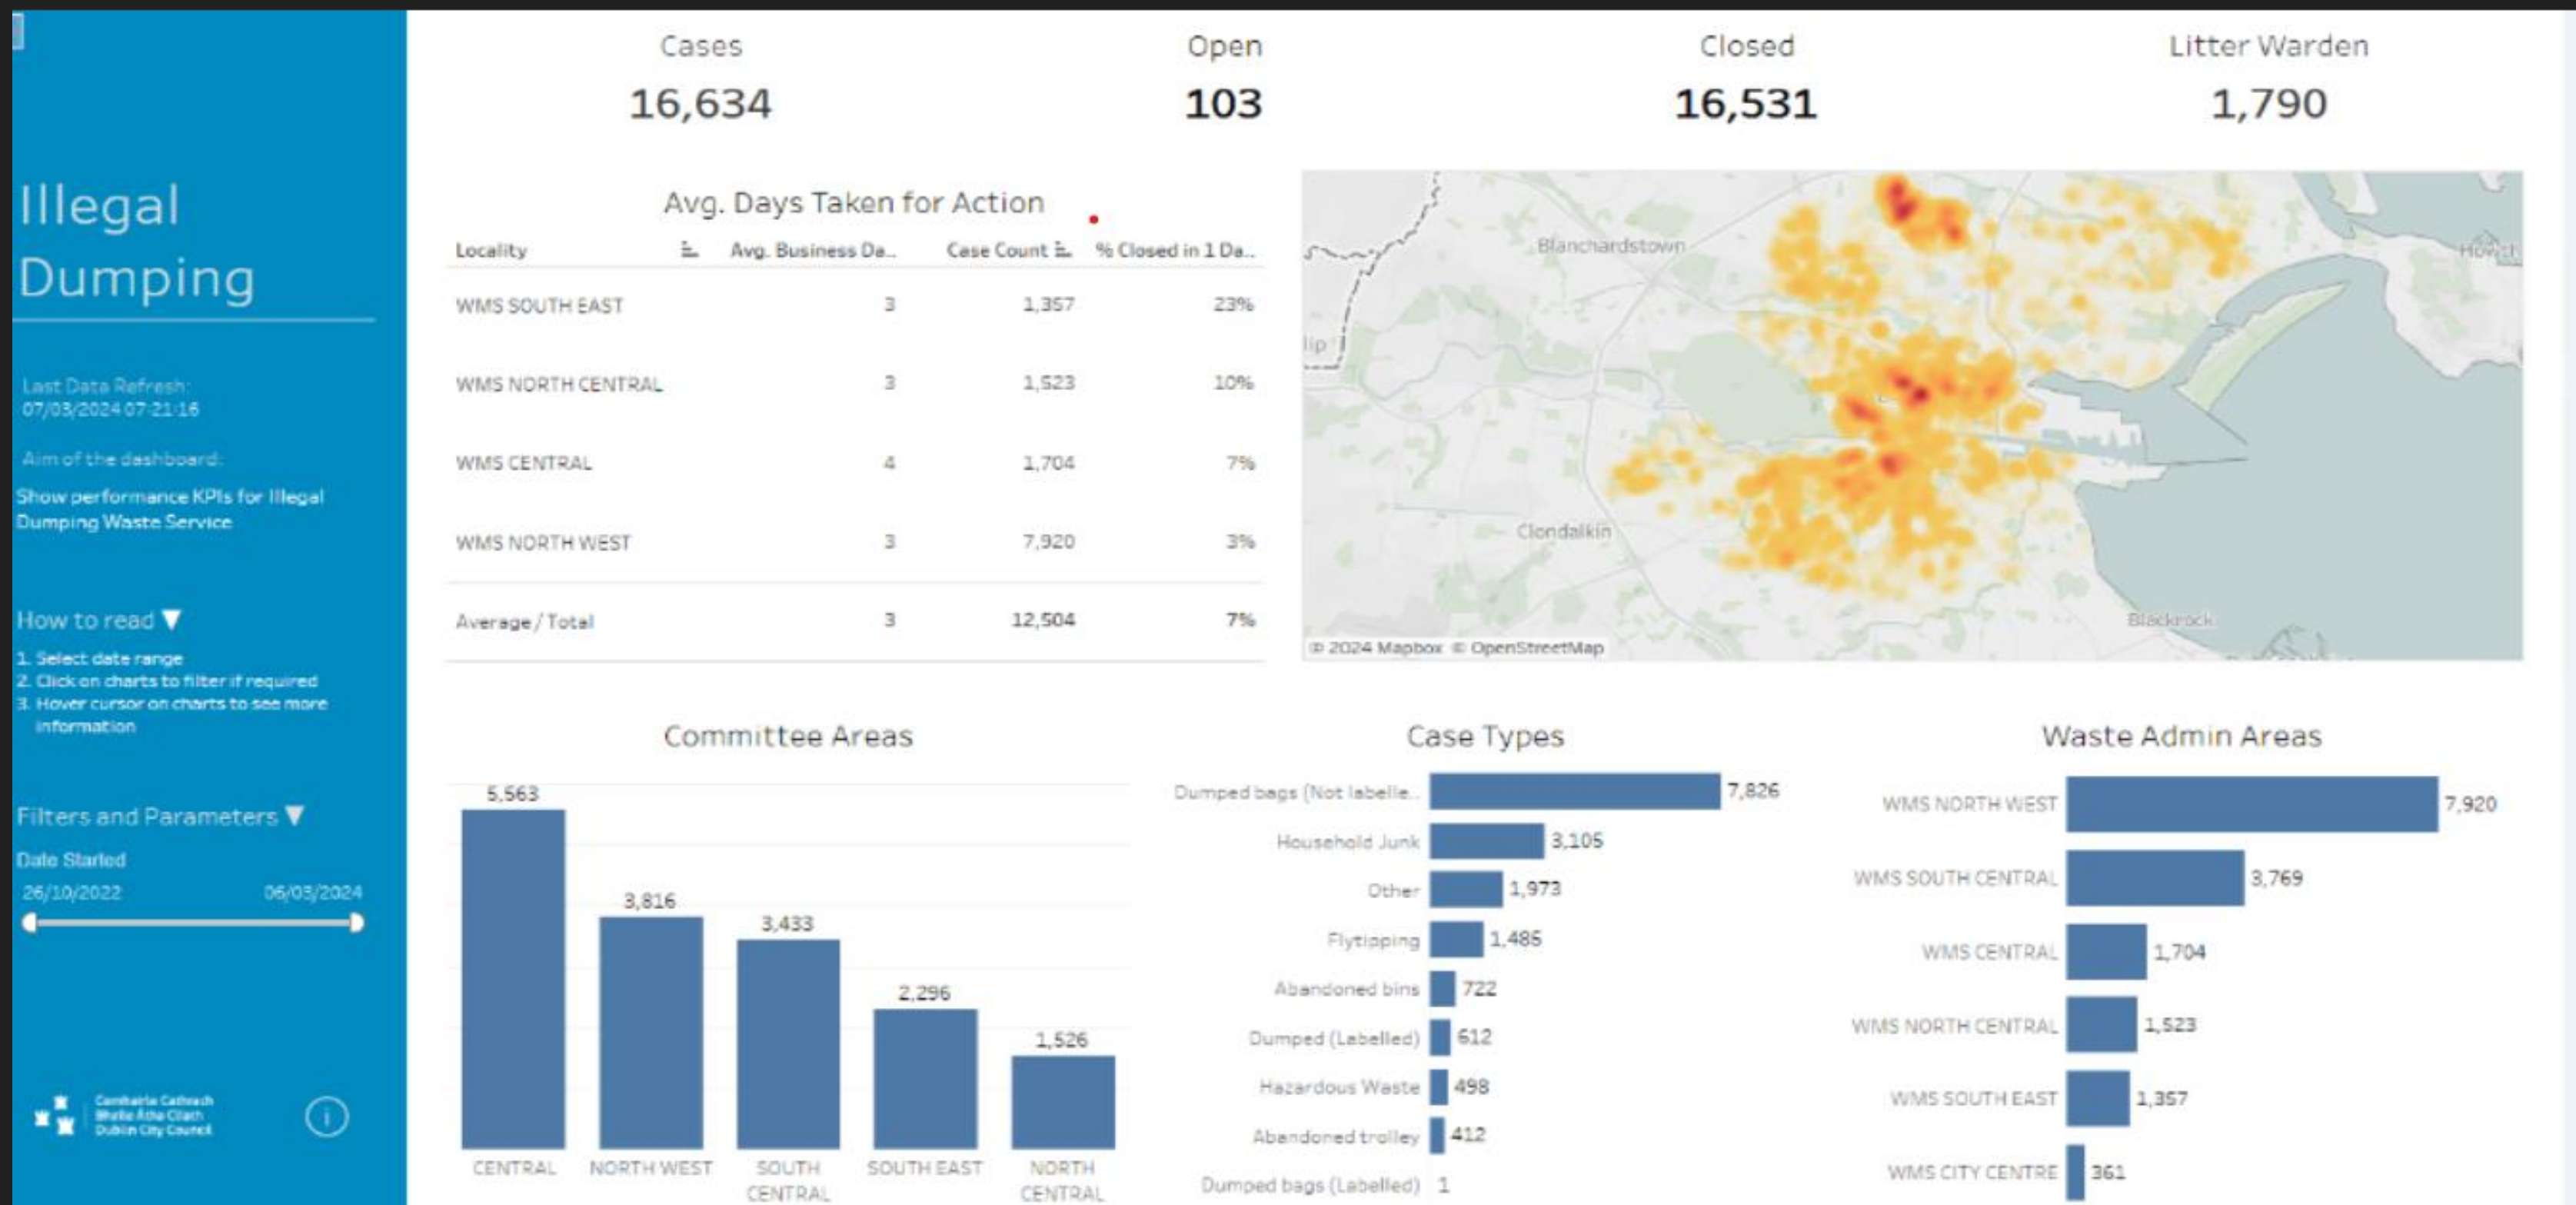 Cases
Open
Closed
Litter Warden
16,634
103
16,531
1,790
Illegal
Dumping
Last Data Refresh:
07/03/2024 07:21:16
Aim of the dashboard:
Show performance KPIs for Illegal
Dumping Waste Service
How to read ▼
1. Select date range
2. Click on charts to filter if required
3. Hover cursor on charts to see more
information
Filters and Parameters ▼
Date Started
26/10/2022 06/03/2024
Comhairle Cathrach
Bhaile Átha Cliath
Dublin City Council
i
Avg. Days Taken for Action
Locality Avg. Business Da... Case Count % Closed in 1 Da...
WMS SOUTH EAST 3 1,357 23%
WMS NORTH CENTRAL 3 1,523 10%
WMS CENTRAL 4 1,704 7%
WMS NORTH WEST 3 7,920 3%
Average / Total 3 12,504 7%
Blanchardstown
Howth
lip
Clondalkin
Blackrock
© 2024 Mapbox © OpenStreetMap
Committee Areas
5,563
3,816
3,433
2,296
1,526
CENTRAL
NORTH WEST
SOUTH
CENTRAL
SOUTH EAST
NORTH
CENTRAL
Case Types
Dumped bags (Not labelle... 7,826
Household Junk 3,105
Other 1,973
Flytipping 1,485
Abandoned bins 722
Dumped (Labelled) 612
Hazardous Waste 498
Abandoned trolley 412
Dumped bags (Labelled) 1
Waste Admin Areas
WMS NORTH WEST 7,920
WMS SOUTH CENTRAL 3,769
WMS CENTRAL 1,704
WMS NORTH CENTRAL 1,523
WMS SOUTH EAST 1,357
WMS CITY CENTRE 361